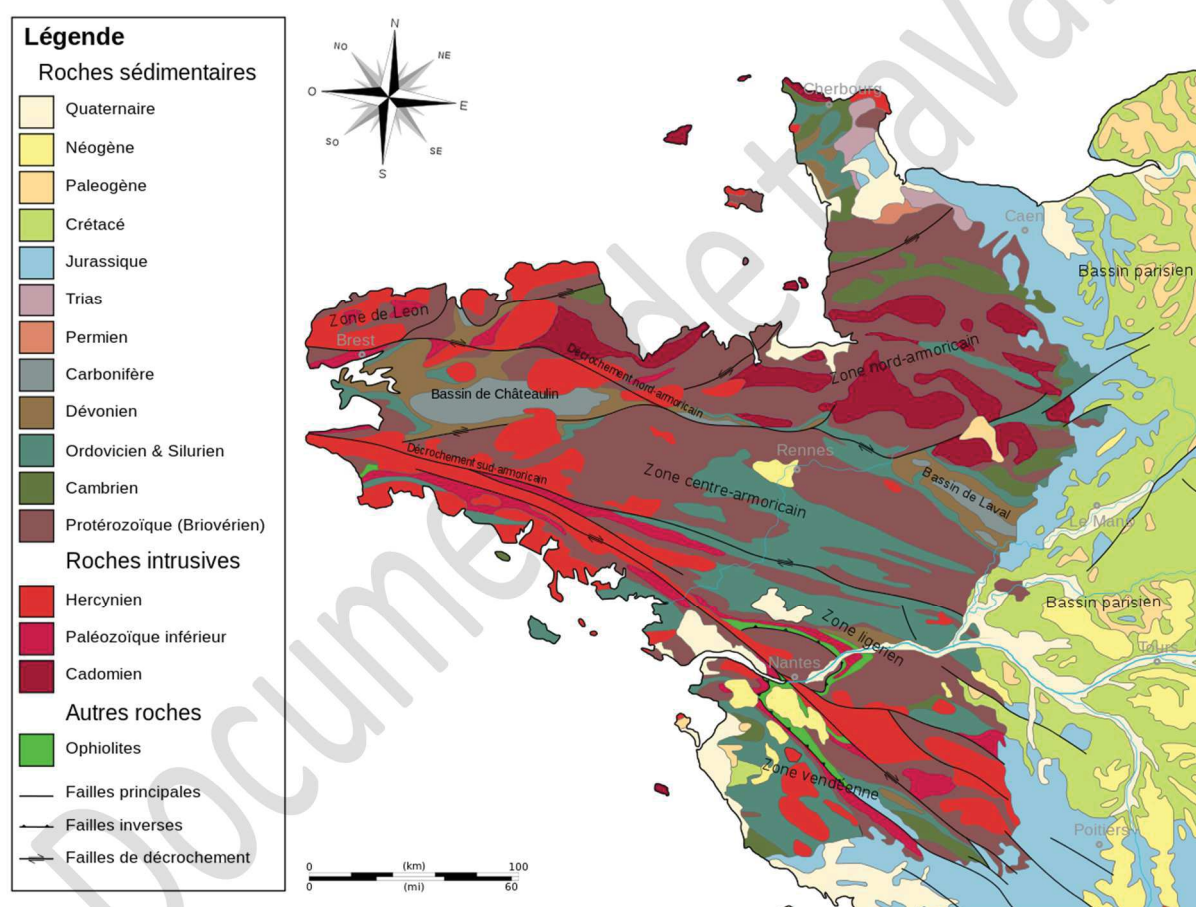 Légende
Roches sédimentaires
Quaternaire
Néogène
Paleogène
Crétacé
Jurassique
Trias
Permien
Carbonifère
Dévonien
Ordovicien & Silurien
Cambrien
Protérozoïque (Briovérien)
Roches intrusives
Hercynien
Paléozoïque inférieur
Cadomien
Autres roches
Ophiolites
Failles principales
Failles inverses
Failles de décrochement
N
NO
NE
O
E
SO
SE
S
Cherbourg
Caen
Bassin parisien
Zone de Leon
Brest
Décrochement nord-armoricain
Zone nord-armoricain
Bassin de Châteaulin
Décrochement sud-armoricain
Rennes
Zone centre-armoricain
Bassin de Laval
Le Mans
Bassin parisien
Zone ligerien
Tours
Nantes
Zone vendéenne
Poitiers
0 (km) 100
0 (mi) 60
Document de travail